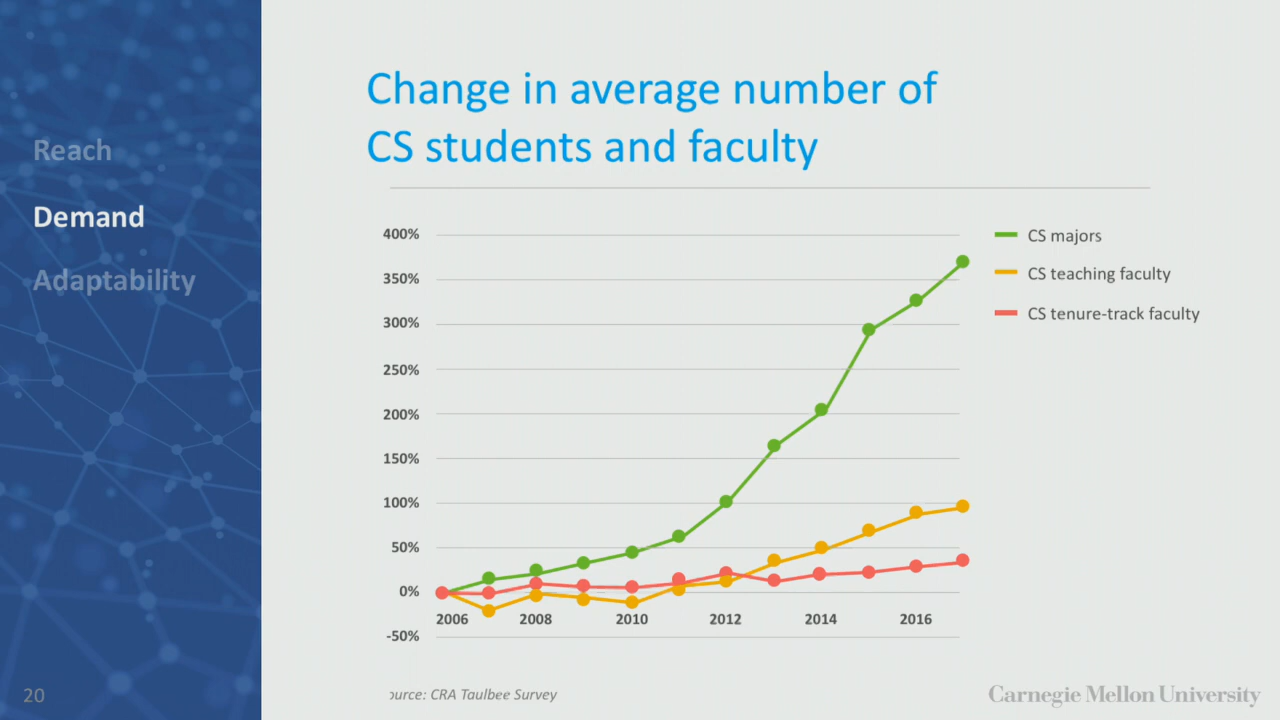 Reach
Demand
Adaptability
20
Change in average number of
CS students and faculty
400%
350%
300%
250%
200%
150%
100%
50%
0%
-50%
2006 2008 2010 2012 2014 2016
CS majors
CS teaching faculty
CS tenure-track faculty
ource: CRA Taulbee Survey
Carnegie Mellon University